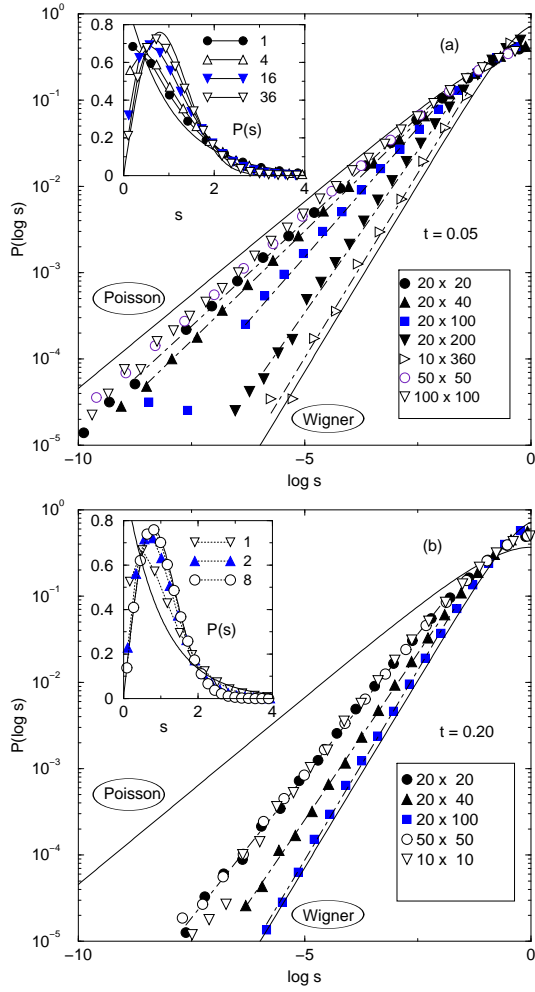 (a)
10^0
10^-1
10^-2
10^-3
10^-4
10^-5
P(log s)
0.8
0.6
0.4
0.2
0
0 2 4
s
1
4
16
36
P(s)
t = 0.05
Poisson
Wigner
20 x 20
20 x 40
20 x 100
20 x 200
10 x 360
50 x 50
100 x 100
−10 −5 0
log s
(b)
10^0
10^-1
10^-2
10^-3
10^-4
10^-5
P(log s)
0.8
0.6
0.4
0.2
0
0 2 4
s
1
2
8
P(s)
t = 0.20
Poisson
Wigner
20 x 20
20 x 40
20 x 100
50 x 50
10 x 10
−10 −5 0
log s